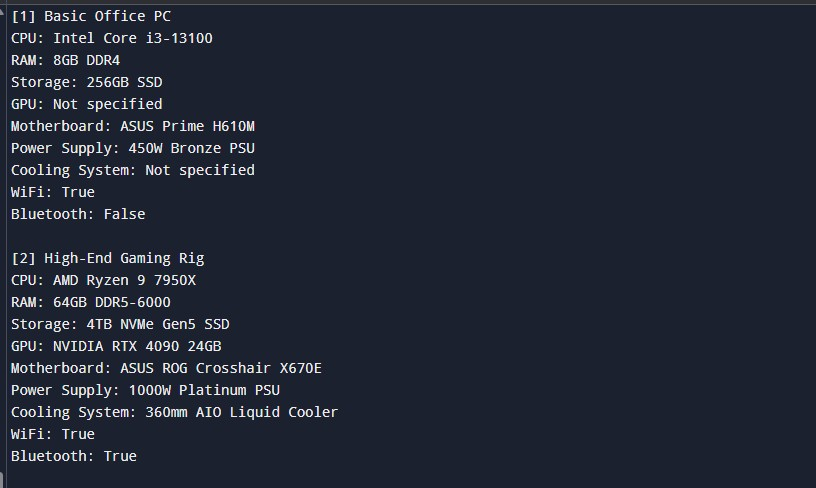 [1] Basic Office PC
CPU: Intel Core i3-13100
RAM: 8GB DDR4
Storage: 256GB SSD
GPU: Not specified
Motherboard: ASUS Prime H610M
Power Supply: 450W Bronze PSU
Cooling System: Not specified
WiFi: True
Bluetooth: False

[2] High-End Gaming Rig
CPU: AMD Ryzen 9 7950X
RAM: 64GB DDR5-6000
Storage: 4TB NVMe Gen5 SSD
GPU: NVIDIA RTX 4090 24GB
Motherboard: ASUS ROG Crosshair X670E
Power Supply: 1000W Platinum PSU
Cooling System: 360mm AIO Liquid Cooler
WiFi: True
Bluetooth: True